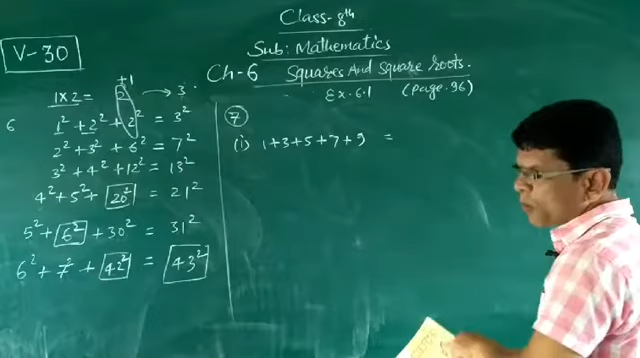 Class-8th
V-30
Sub: Mathematics
Ch-6 Squares And Square roots.
Ex.6.1 (page.96)
+1
1×2= 2 → 3
6
1² + 2² + 2² = 3²
2² + 3² + 6² = 7²
3² + 4² + 12² = 13²
4² + 5² + 20² = 21²
5² + 6² + 30² = 31²
6² + 7² + 42² = 43²
7
(i) 1+3+5+7+9 =